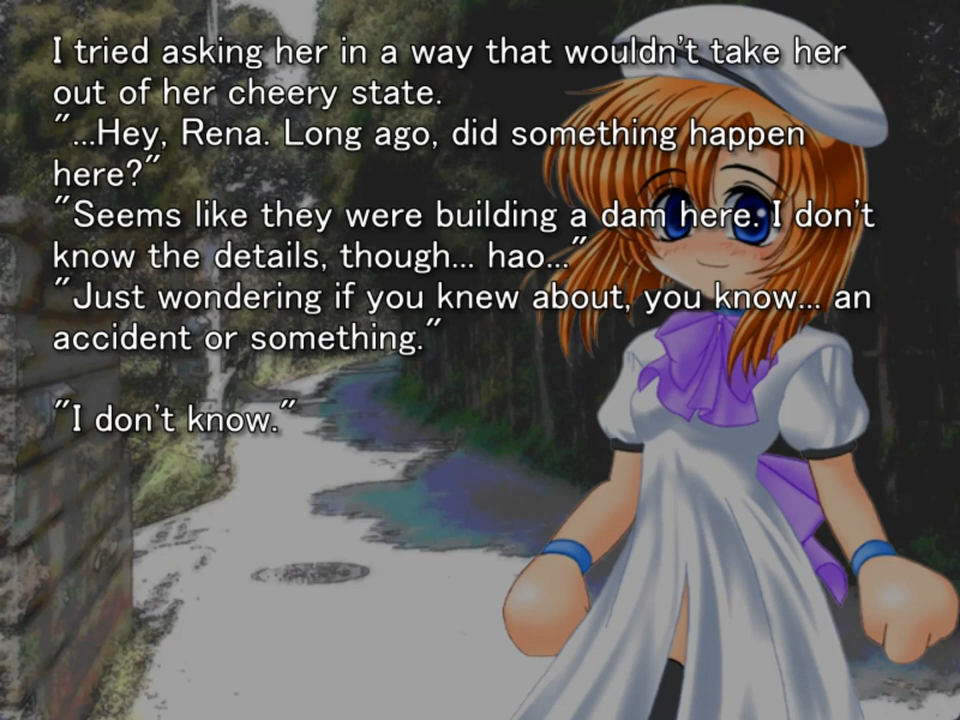 I tried asking her in a way that wouldn't take her
out of her cheery state.
"...Hey, Rena. Long ago, did something happen
here?"
"Seems like they were building a dam here. I don't
know the details, though... hao..."
"Just wondering if you knew about, you know... an
accident or something."
"I don't know."